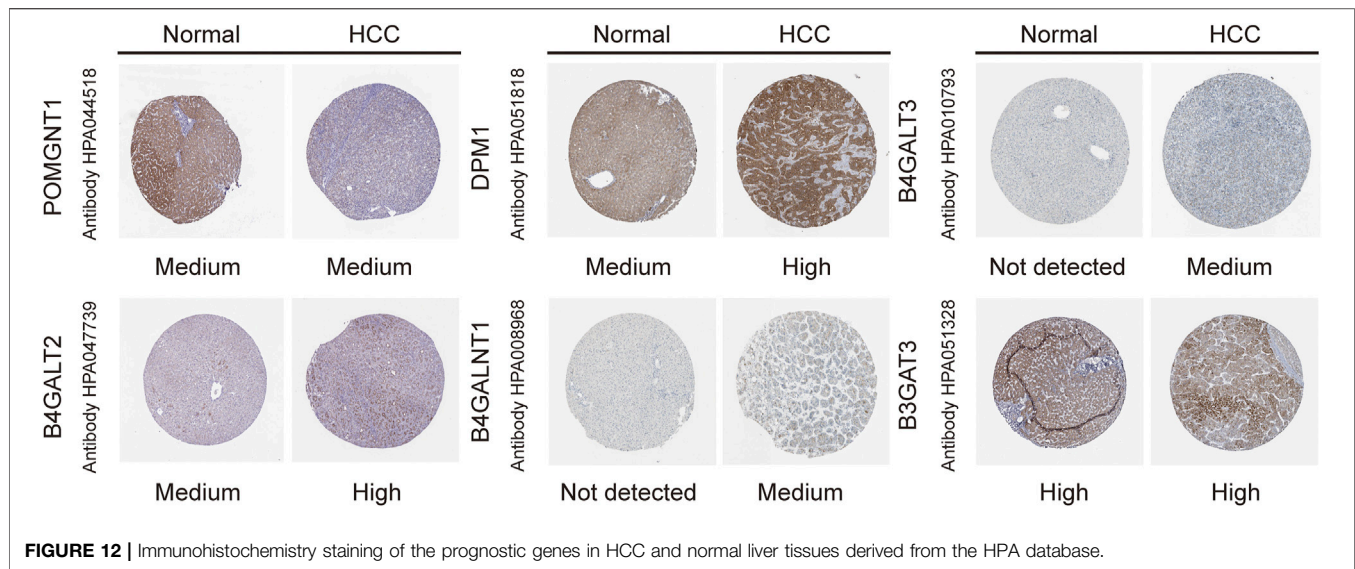 Normal HCC Normal HCC Normal HCC
POMGNT1
Antibody HPA044518
DPM1
Antibody HPA051818
B4GALT3
Antibody HPA010793
Medium Medium Medium High Not detected Medium
B4GALT2
Antibody HPA047739
B4GALNT1
Antibody HPA008968
B3GAT3
Antibody HPA051328
Medium High Not detected Medium High High
FIGURE 12 | Immunohistochemistry staining of the prognostic genes in HCC and normal liver tissues derived from the HPA database.